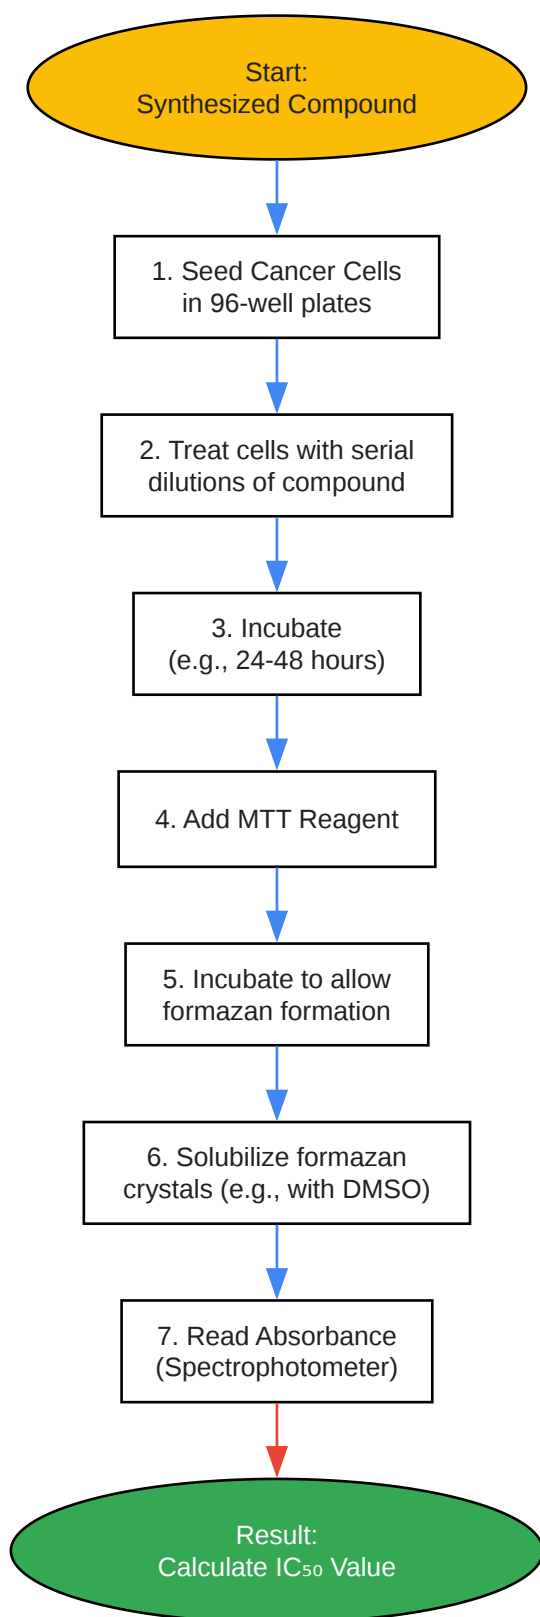 Start:
Synthesized Compound
1. Seed Cancer Cells
in 96-well plates
2. Treat cells with serial
dilutions of compound
3. Incubate
(e.g., 24-48 hours)
4. Add MTT Reagent
5. Incubate to allow
formazan formation
6. Solubilize formazan
crystals (e.g., with DMSO)
7. Read Absorbance
(Spectrophotometer)
Result:
Calculate IC₅₀ Value